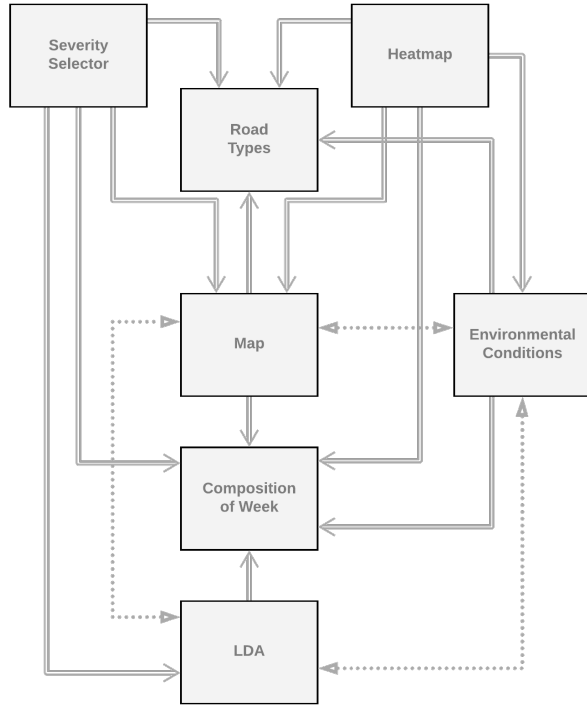 Severity
Selector
Heatmap
Road
Types
Map
Environmental
Conditions
Composition
of Week
LDA